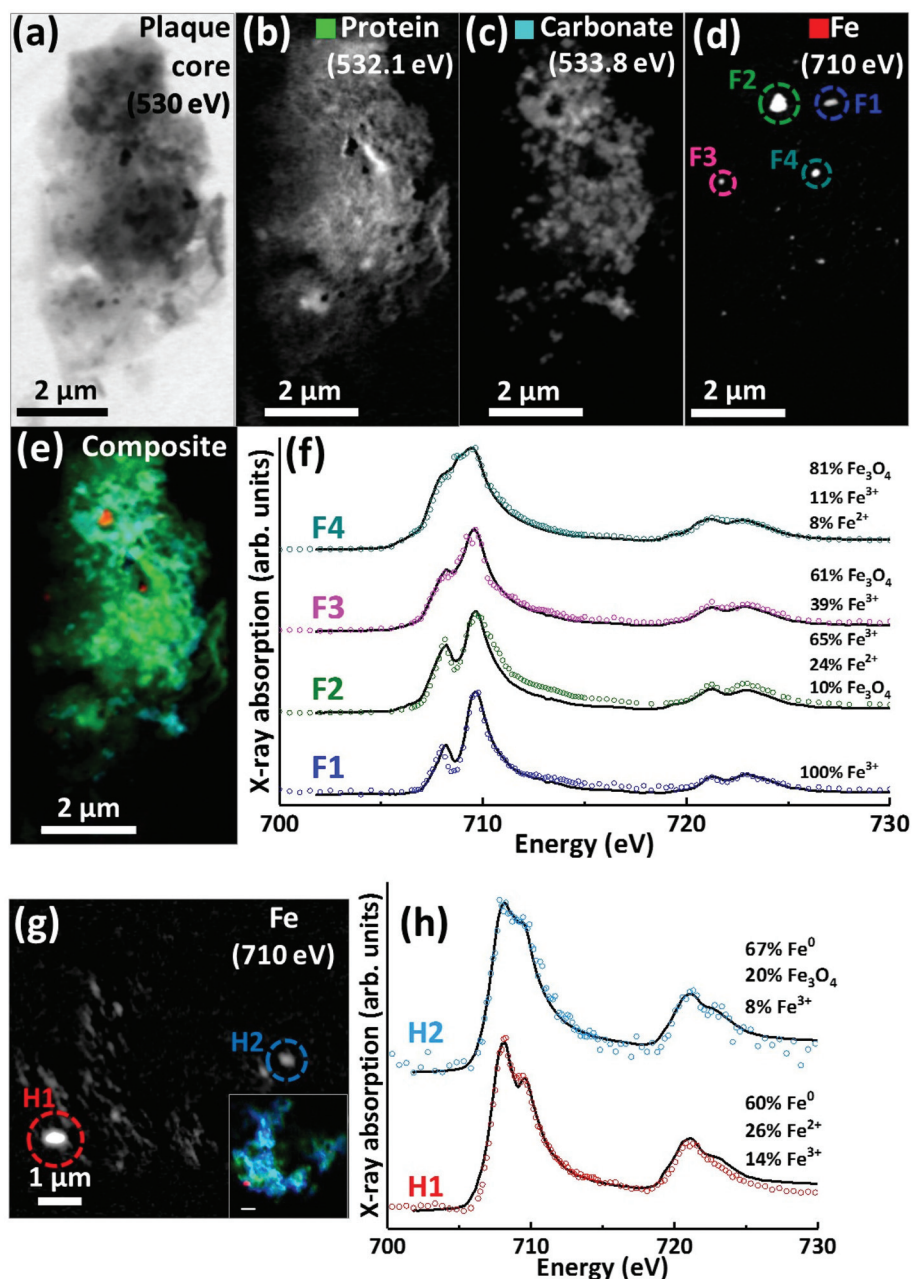 (a) Plaque
core
(530 eV)
2 μm
(b) Protein
(532.1 eV)
2 μm
(c) Carbonate
(533.8 eV)
2 μm
(d) Fe
(710 eV)
F2
F1
F3
F4
2 μm
(e) Composite
2 μm
(f)
X-ray absorption (arb. units)
F4
81% Fe₃O₄
11% Fe³⁺
8% Fe²⁺
F3
61% Fe₃O₄
39% Fe³⁺
F2
65% Fe³⁺
24% Fe²⁺
10% Fe₃O₄
F1
100% Fe³⁺
700 710 720 730
Energy (eV)
(g) Fe
(710 eV)
H2
H1
1 μm
(h)
X-ray absorption (arb. units)
H2
67% Fe⁰
20% Fe₃O₄
8% Fe³⁺
H1
60% Fe⁰
26% Fe²⁺
14% Fe³⁺
700 710 720 730
Energy (eV)